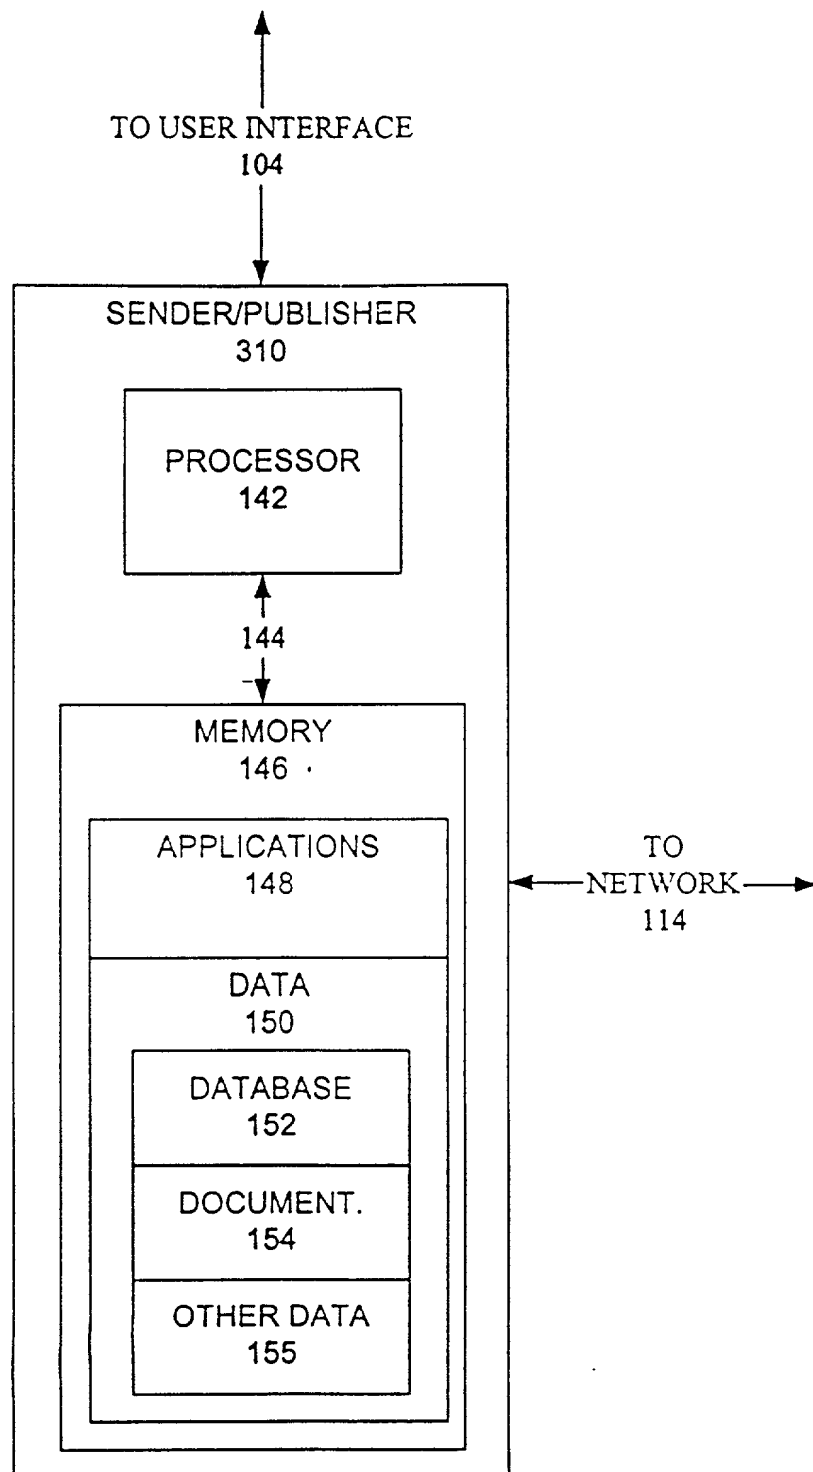 TO USER INTERFACE
104
SENDER/PUBLISHER
310
PROCESSOR
142
144
MEMORY
146
APPLICATIONS
148
TO
NETWORK
114
DATA
150
DATABASE
152
DOCUMENT.
154
OTHER DATA
155